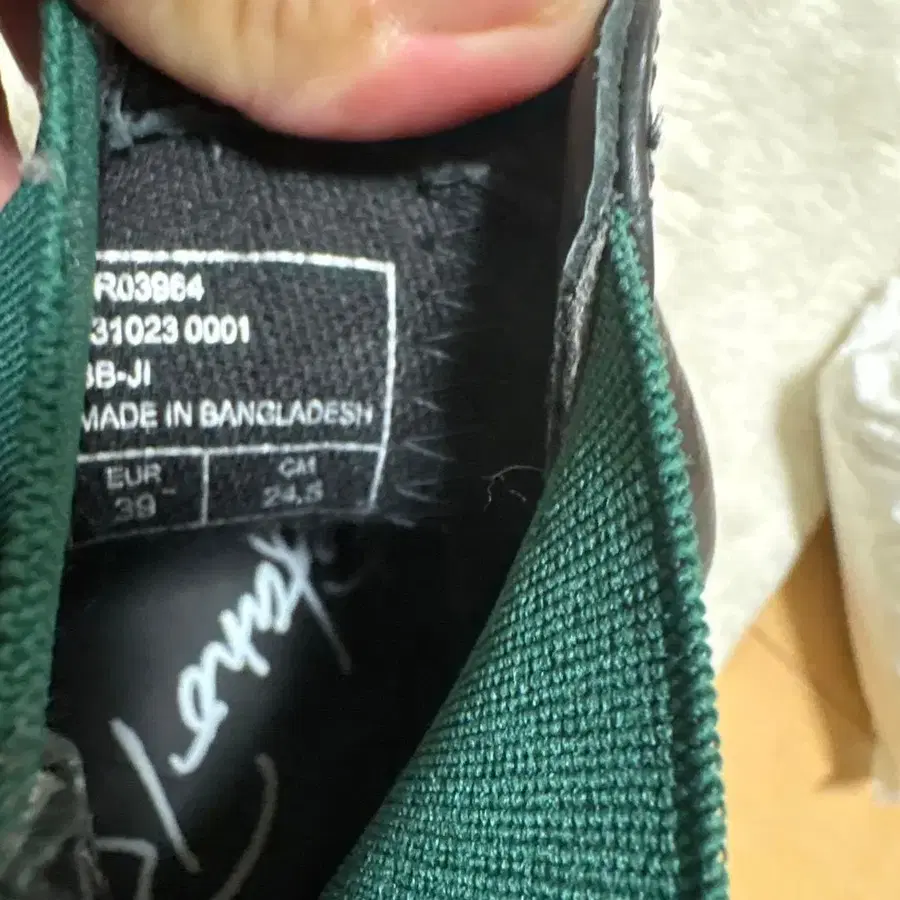 R03964
31023 0001
BB-JI
MADE IN BANGLADESH
EUR CM
39 24.5